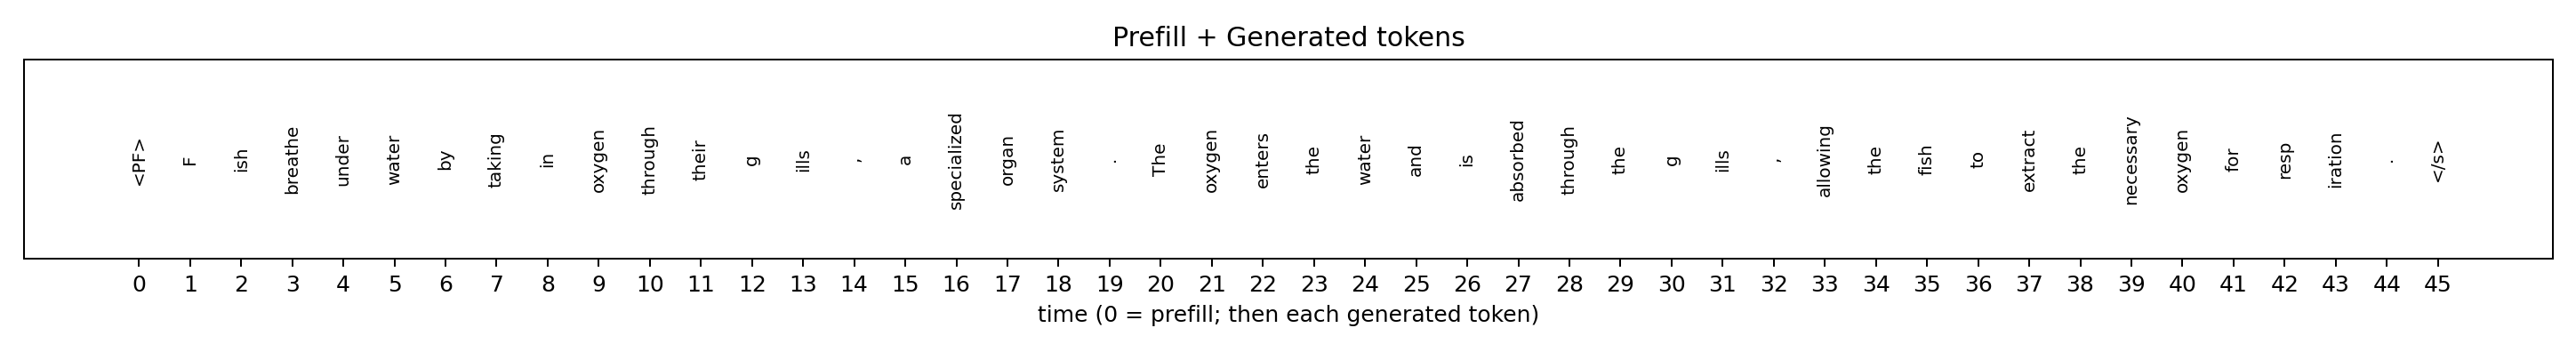 Prefill + Generated tokens
<PF> F ish breathe under water by taking in oxygen through their g ills , a specialized organ system . The oxygen enters the water and is absorbed through the g ills , allowing the fish to extract the necessary oxygen for resp iration . </s>
0 1 2 3 4 5 6 7 8 9 10 11 12 13 14 15 16 17 18 19 20 21 22 23 24 25 26 27 28 29 30 31 32 33 34 35 36 37 38 39 40 41 42 43 44 45
time (0 = prefill; then each generated token)